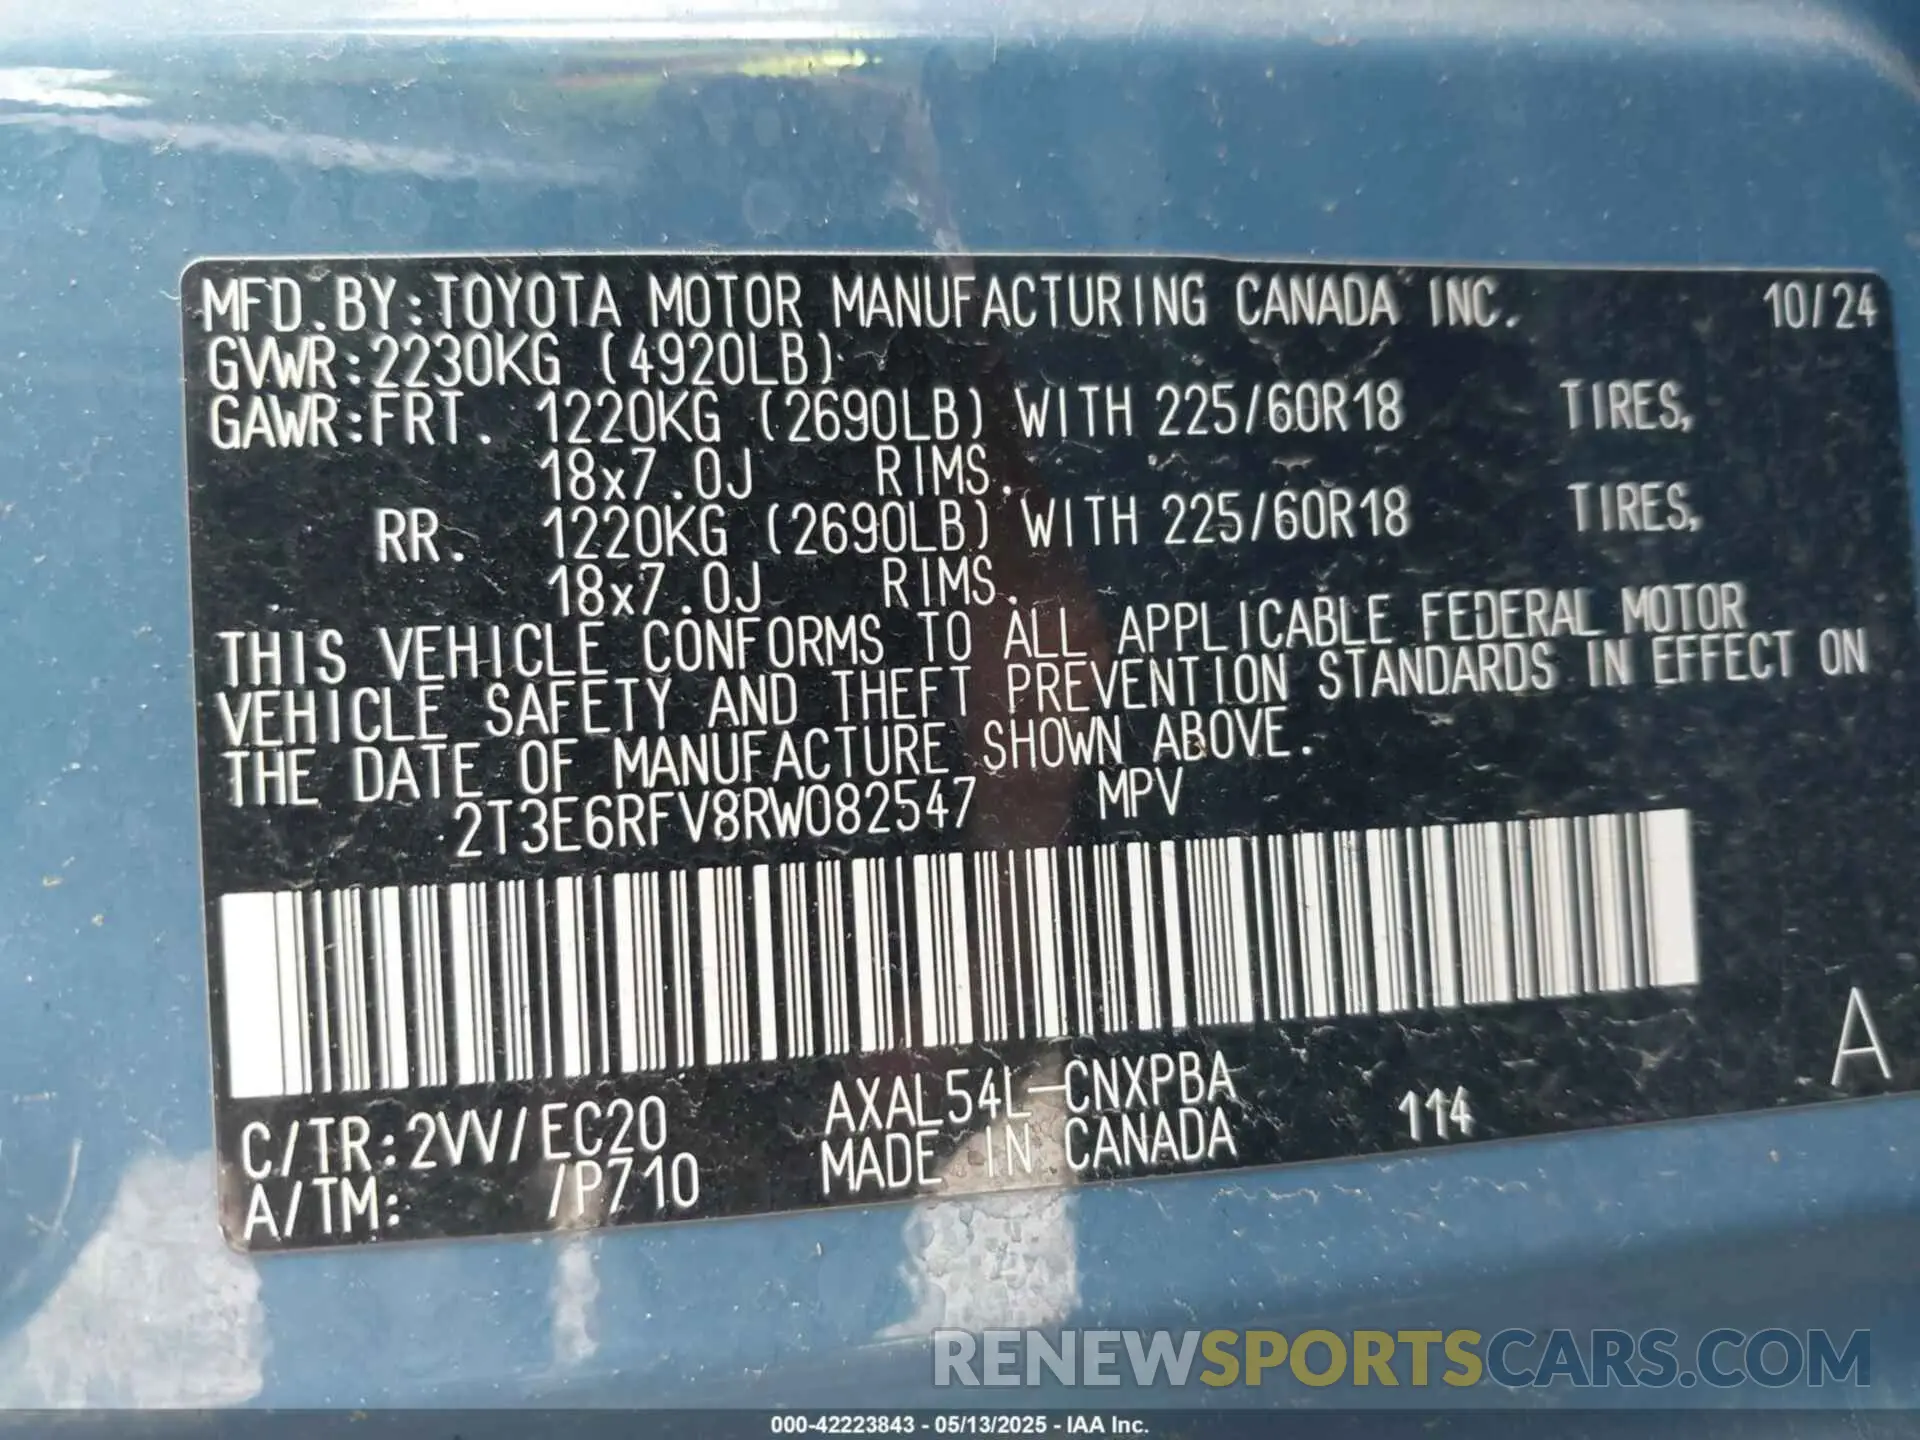 MFD.BY:TOYOTA MOTOR MANUFACTURING CANADA INC. 10/24
GVWR:2230KG (4920LB)
GAWR:FRT. 1220KG (2690LB) WITH 225/60R18 TIRES,
18x7.0J RIMS.
RR. 1220KG (2690LB) WITH 225/60R18 TIRES,
18x7.0J RIMS.
THIS VEHICLE CONFORMS TO ALL APPLICABLE FEDERAL MOTOR
VEHICLE SAFETY AND THEFT PREVENTION STANDARDS IN EFFECT ON
THE DATE OF MANUFACTURE SHOWN ABOVE.
2T3E6RFV8RW082547 MPV
C/TR:2VV/EC20 AXAL54L-CNXPBA 114 A
A/TM: /P710 MADE IN CANADA
RENEWSPORTSCARS.COM
000-42223843 - 05/13/2025 - IAA Inc.